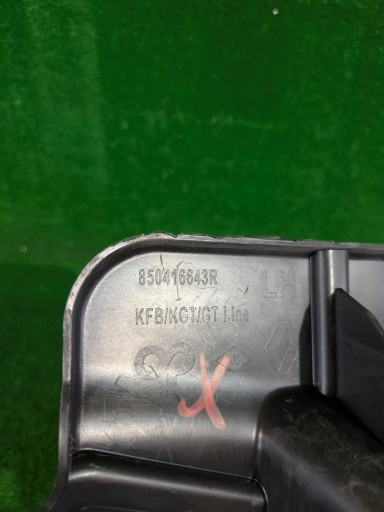 850416643R
LH
KFB/KGT/GT Line
X